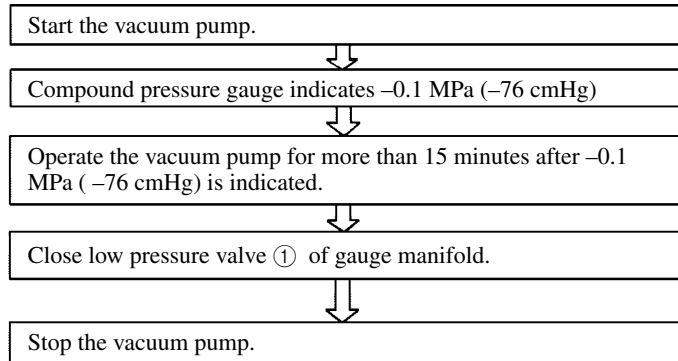 Start the vacuum pump.
Compound pressure gauge indicates –0.1 MPa (–76 cmHg)
Operate the vacuum pump for more than 15 minutes after –0.1
MPa ( –76 cmHg) is indicated.
Close low pressure valve ① of gauge manifold.
Stop the vacuum pump.